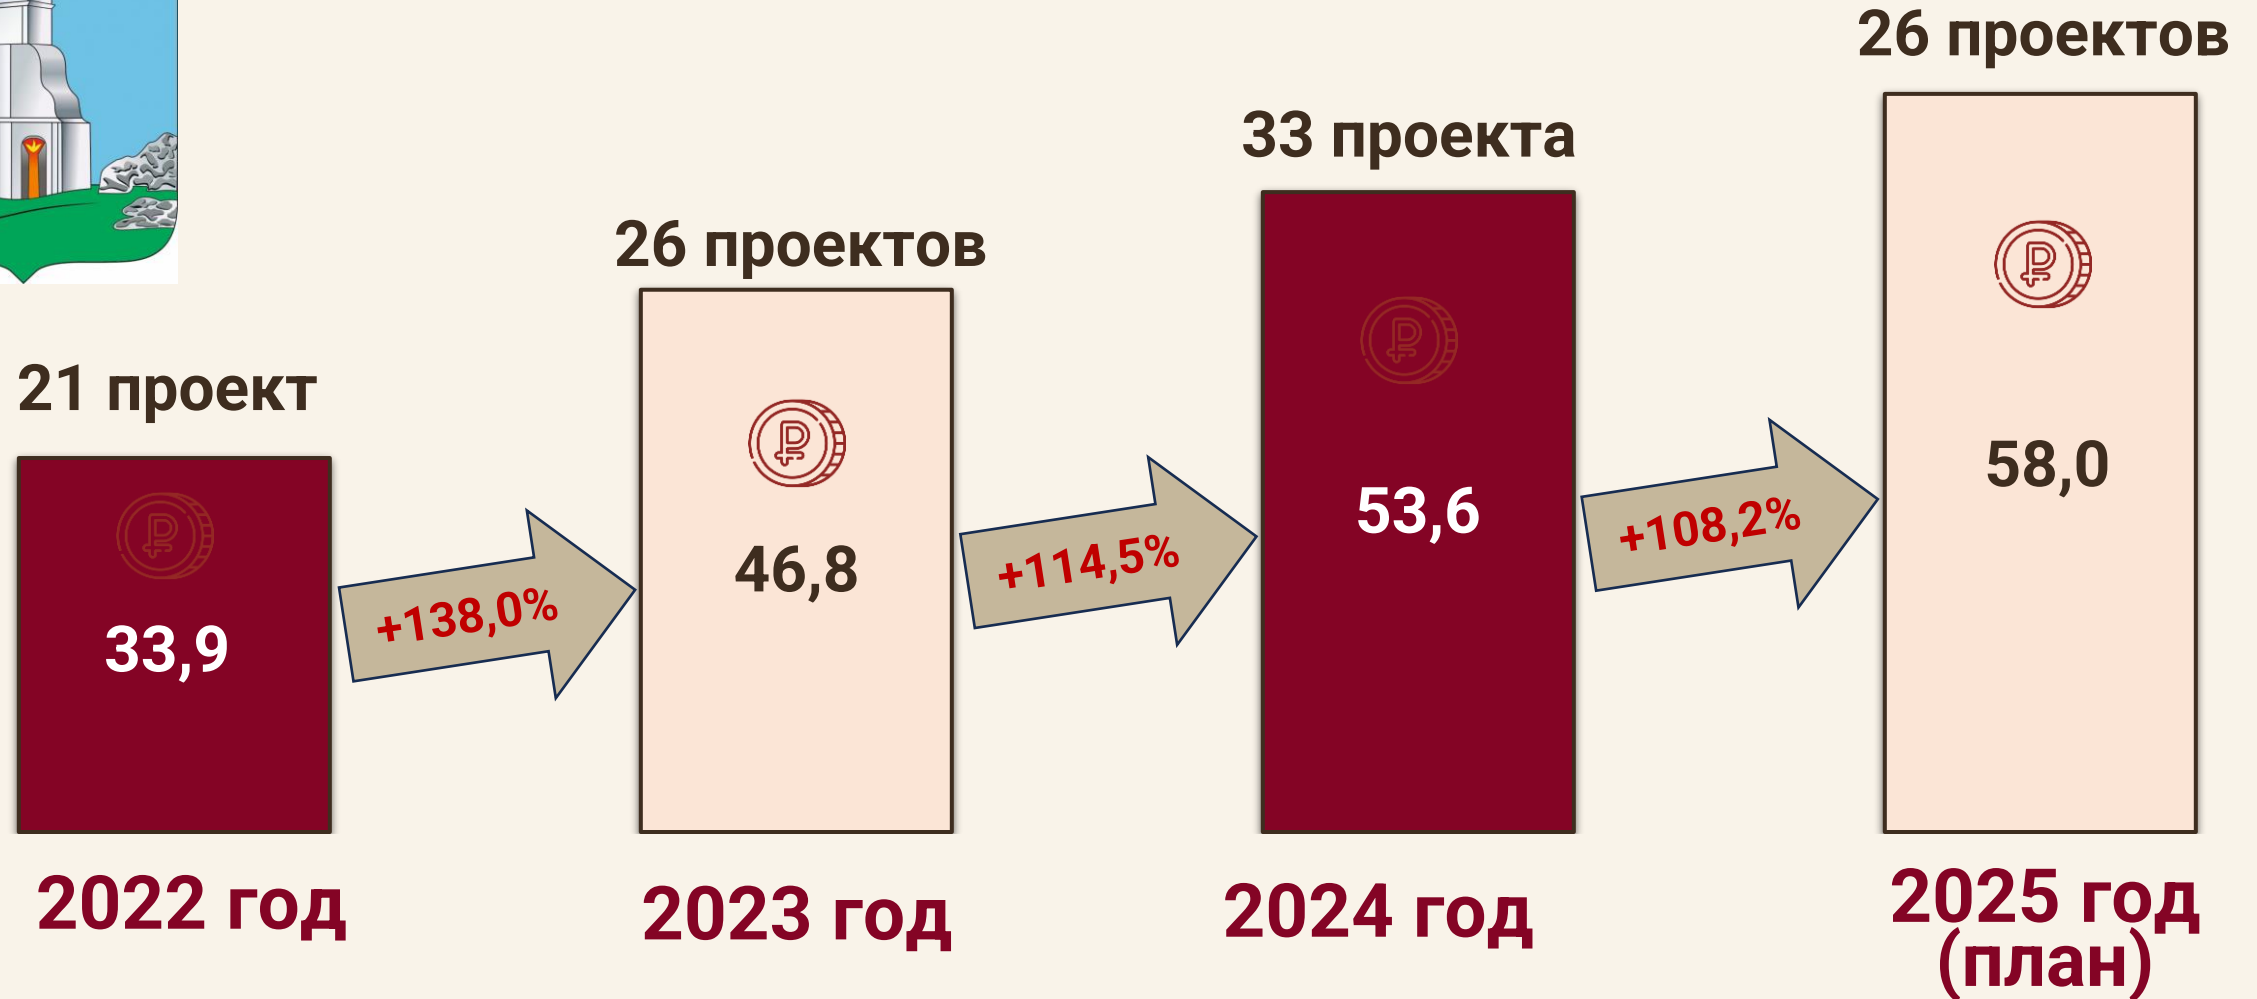 26 проектов
33 проекта
26 проектов
21 проект
33,9
+138,0%
46,8
+114,5%
53,6
+108,2%
58,0
2022 год
2023 год
2024 год
2025 год
(план)